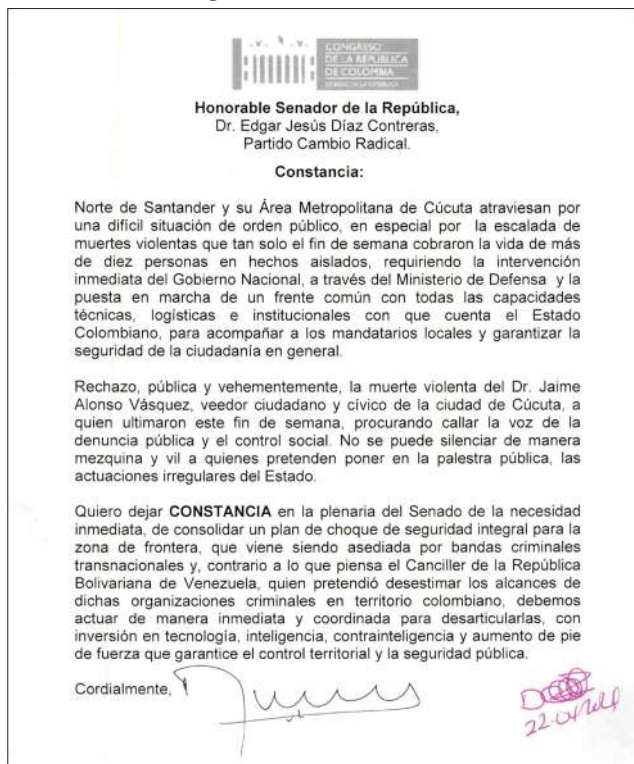 CONGRESO
DE LA REPÚBLICA
DE COLOMBIA
Honorable Senador de la República,
Dr. Edgar Jesús Díaz Contreras,
Partido Cambio Radical.
Constancia:
Norte de Santander y su Área Metropolitana de Cúcuta atraviesan por
una difícil situación de orden público, en especial por la escalada de
muertes violentas que tan solo el fin de semana cobraron la vida de más
de diez personas en hechos aislados, requiriendo la intervención
inmediata del Gobierno Nacional, a través del Ministerio de Defensa y la
puesta en marcha de un frente común con todas las capacidades
técnicas, logísticas e institucionales con que cuenta el Estado
Colombiano, para acompañar a los mandatarios locales y garantizar la
seguridad de la ciudadanía en general.
Rechazo, pública y vehementemente, la muerte violenta del Dr. Jaime
Alonso Vásquez, veedor ciudadano y cívico de la ciudad de Cúcuta, a
quien ultimaron este fin de semana, procurando callar la voz de la
denuncia pública y el control social. No se puede silenciar de manera
mezquina y vil a quienes pretenden poner en la palestra pública, las
actuaciones irregulares del Estado.
Quiero dejar CONSTANCIA en la plenaria del Senado de la necesidad
inmediata, de consolidar un plan de choque de seguridad integral para la
zona de frontera, que viene siendo asediada por bandas criminales
transnacionales y, contrario a lo que piensa el Canciller de la República
Bolivariana de Venezuela, quien pretendió desestimar los alcances de
dichas organizaciones criminales en territorio colombiano, debemos
actuar de manera inmediata y coordinada para desarticularlas, con
inversión en tecnología, inteligencia, contrainteligencia y aumento de pie
de fuerza que garantice el control territorial y la seguridad pública.
Cordialmente,